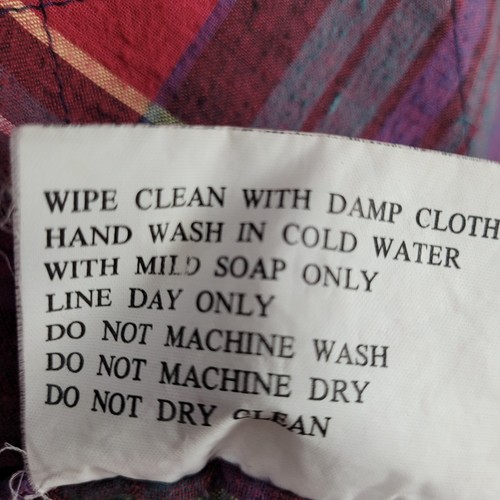 WIPE CLEAN WITH DAMP CLOTH
HAND WASH IN COLD WATER
WITH MILD SOAP ONLY
LINE DAY ONLY
DO NOT MACHINE WASH
DO NOT MACHINE DRY
DO NOT DRY CLEAN